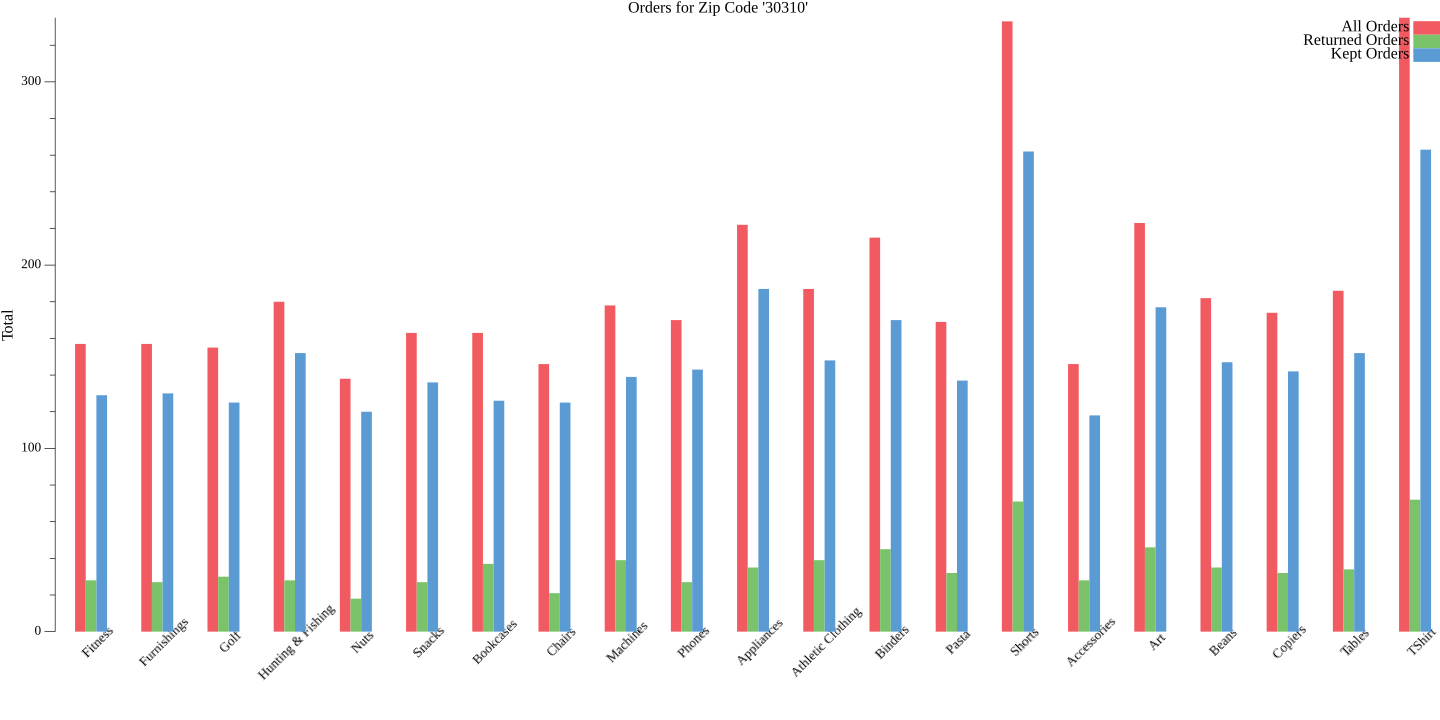 Orders for Zip Code '30310'
All Orders
Returned Orders
Kept Orders
300
200
100
0
Total
Fitness
Furnishings
Golf
Hunting & Fishing
Nuts
Snacks
Bookcases
Chairs
Machines
Phones
Appliances
Athletic Clothing
Binders
Pasta
Shorts
Accessories
Art
Beans
Copiers
Tables
TShirt